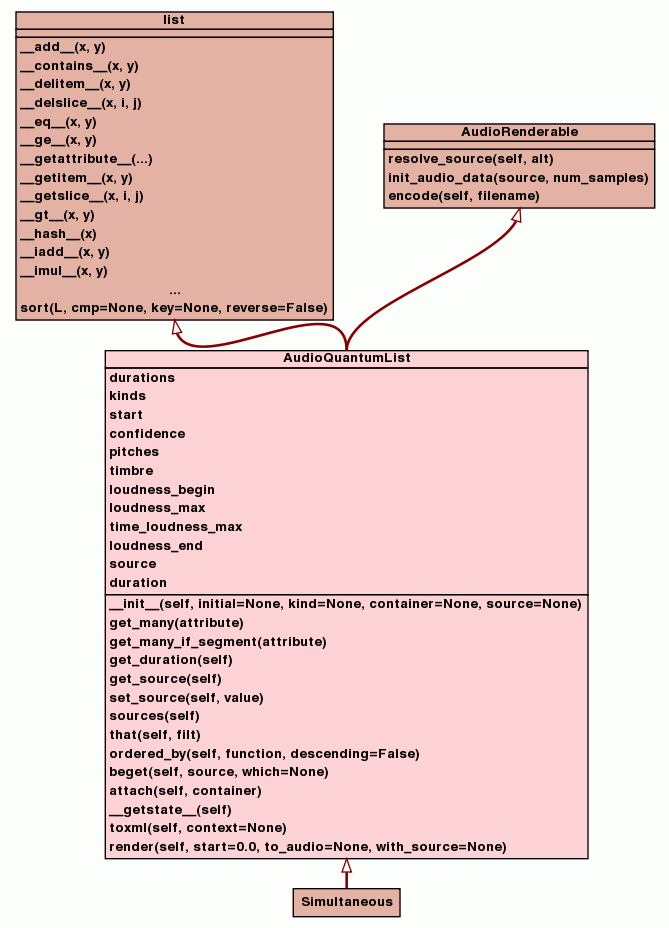 list
__add__(x, y)
__contains__(x, y)
__delitem__(x, y)
__delslice__(x, i, j)
__eq__(x, y)
__ge__(x, y)
__getattribute__(...)
__getitem__(x, y)
__getslice__(x, i, j)
__gt__(x, y)
__hash__(x)
__iadd__(x, y)
__imul__(x, y)
...
sort(L, cmp=None, key=None, reverse=False)
AudioRenderable
resolve_source(self, alt)
init_audio_data(source, num_samples)
encode(self, filename)
AudioQuantumList
durations
kinds
start
confidence
pitches
timbre
loudness_begin
loudness_max
time_loudness_max
loudness_end
source
duration
__init__(self, initial=None, kind=None, container=None, source=None)
get_many(attribute)
get_many_if_segment(attribute)
get_duration(self)
get_source(self)
set_source(self, value)
sources(self)
that(self, filt)
ordered_by(self, function, descending=False)
beget(self, source, which=None)
attach(self, container)
__getstate__(self)
toxml(self, context=None)
render(self, start=0.0, to_audio=None, with_source=None)
Simultaneous